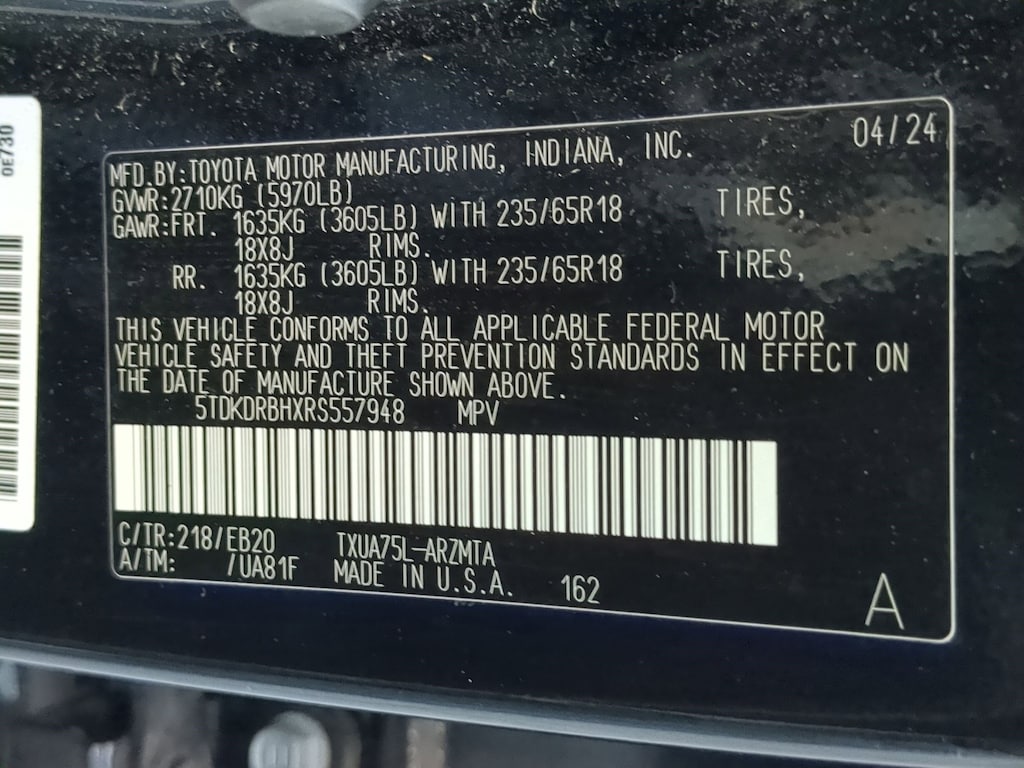 0E730
04/24
MFD.BY:TOYOTA MOTOR MANUFACTURING, INDIANA, INC.
GVWR:2710KG (5970LB)
GAWR:FRT. 1635KG (3605LB) WITH 235/65R18 TIRES,
18X8J RIMS.
RR. 1635KG (3605LB) WITH 235/65R18 TIRES,
18X8J RIMS.
THIS VEHICLE CONFORMS TO ALL APPLICABLE FEDERAL MOTOR
VEHICLE SAFETY AND THEFT PREVENTION STANDARDS IN EFFECT ON
THE DATE OF MANUFACTURE SHOWN ABOVE.
5TDKDRBHXRS557948 MPV
C/TR:218/EB20 TXUA75L-ARZMTA
A/TM: /UA81F MADE IN U.S.A. 162
A